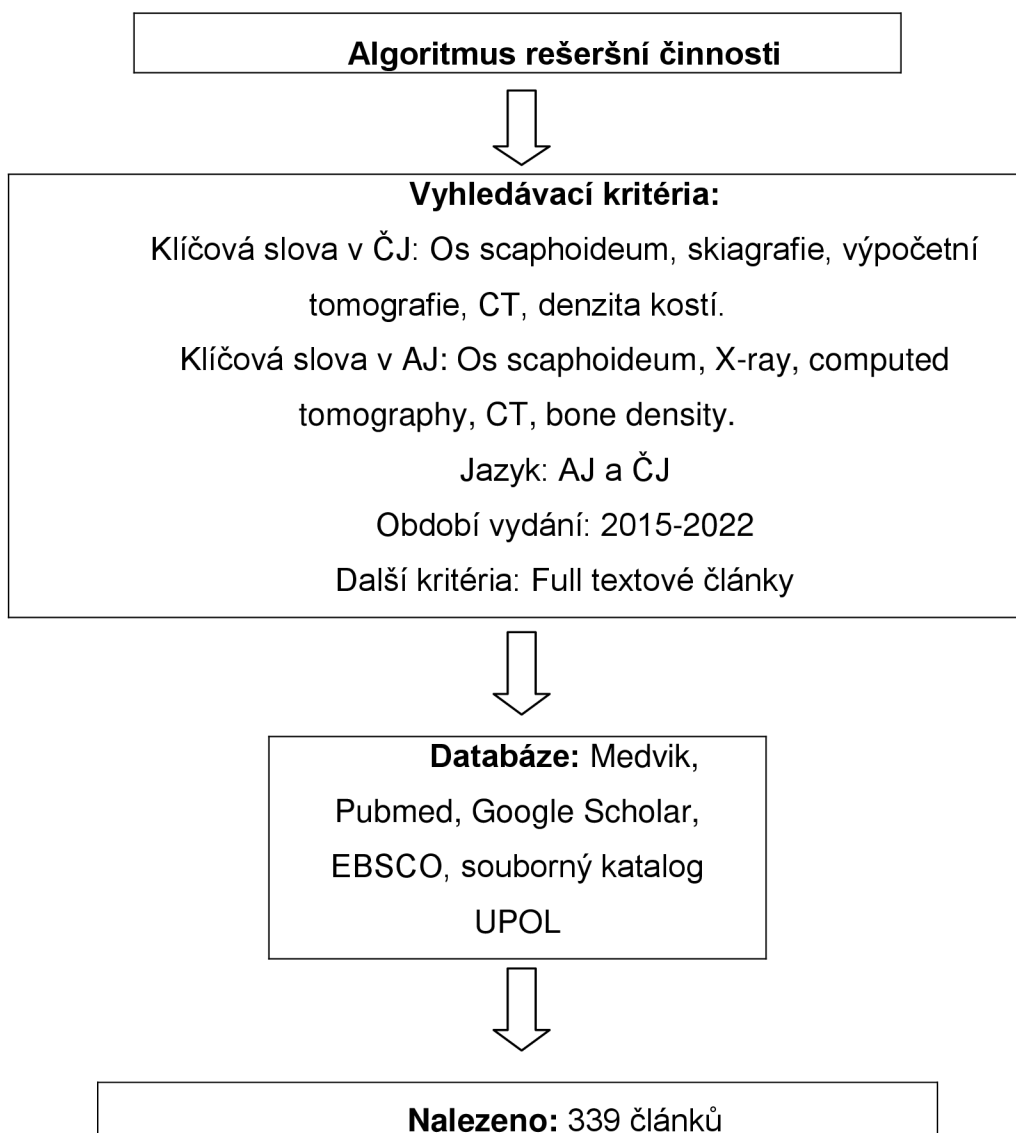 Algoritmus rešeršní činnosti
Vyhledávací kritéria:
Klíčová slova v ČJ: Os scaphoideum, skiagrafie, výpočetní
tomografie, CT, denzita kostí.
Klíčová slova v AJ: Os scaphoideum, X-ray, computed
tomography, CT, bone density.
Jazyk: AJ a ČJ
Období vydání: 2015-2022
Další kritéria: Full textové články
Databáze: Medvik,
Pubmed, Google Scholar,
EBSCO, souborný katalog
UPOL
Nalezeno: 339 článků